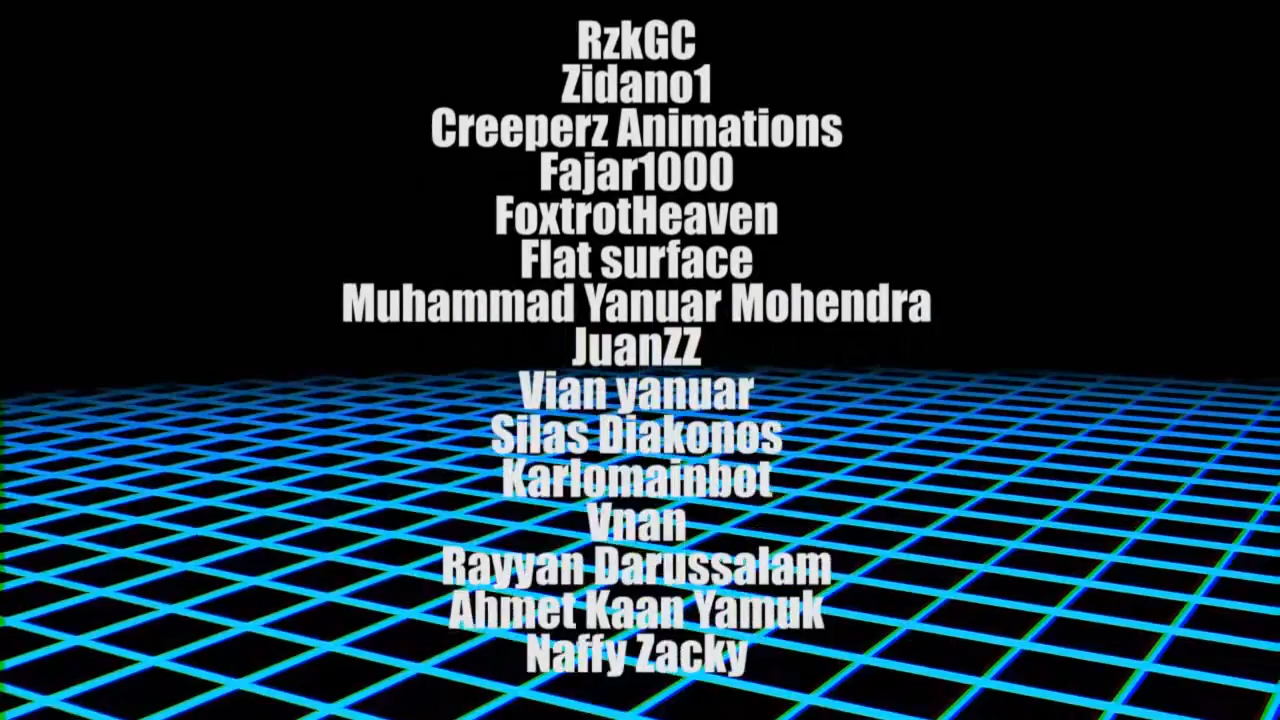 RzkGC
Zidano1
Creeperz Animations
Fajar1000
FoxtrotHeaven
Flat surface
Muhammad Yanuar Mohendra
JuanZZ
Vian yanuar
Silas Diakonos
Karlomainbot
Vnan
Rayyan Darussalam
Ahmet Kaan Yamuk
Naffy Zacky